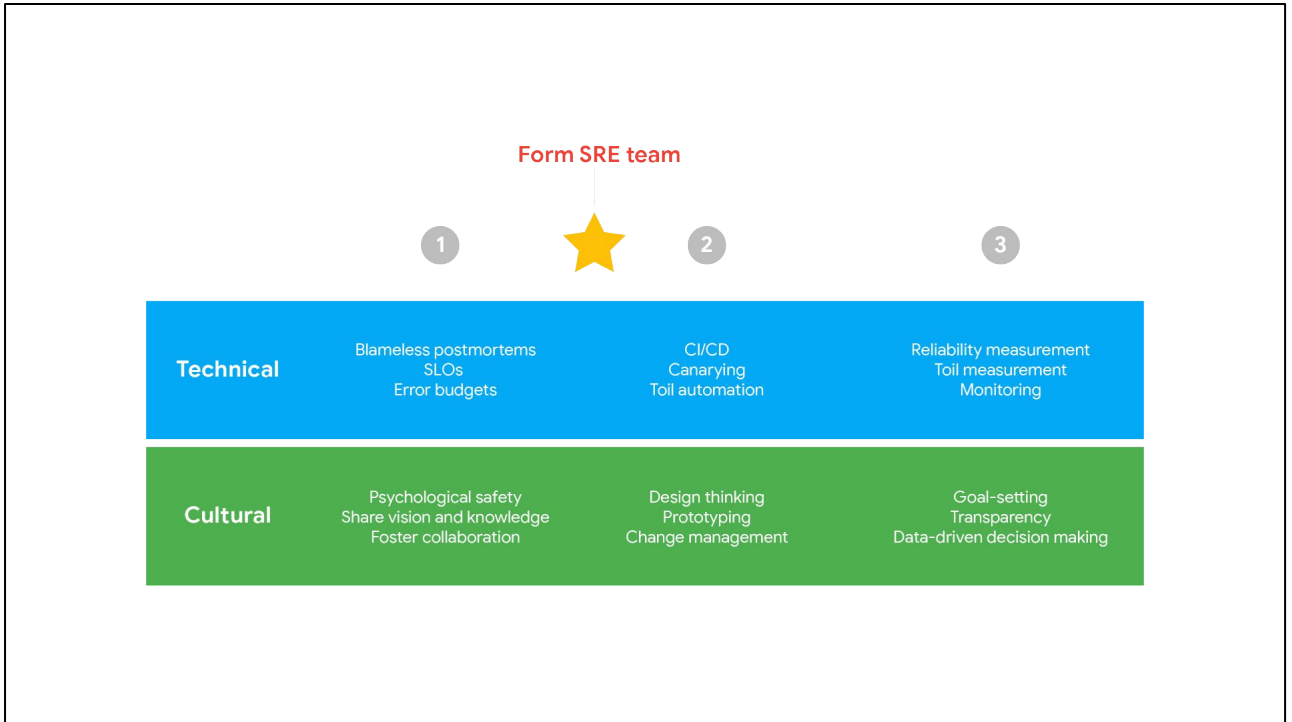 Form SRE team
1
2
3
Technical
Blameless postmortems
SLOs
Error budgets
CI/CD
Canarying
Toil automation
Reliability measurement
Toil measurement
Monitoring
Cultural
Psychological safety
Share vision and knowledge
Foster collaboration
Design thinking
Prototyping
Change management
Goal-setting
Transparency
Data-driven decision making